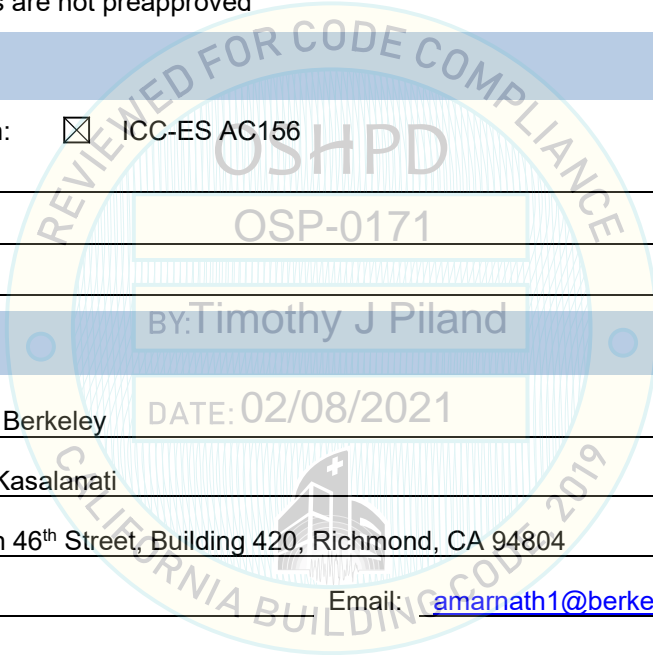 are not preapproved
REVIEWED FOR CODE COMPLIANCE
☒ ICC-ES AC156
OSHPD
OSP-0171
BY: Timothy J Piland
DATE: 02/08/2021
Berkeley
Kasalanati
46th Street, Building 420, Richmond, CA 94804
Email: amarnath1@berke
CALIFORNIA BUILDING CODE 2019